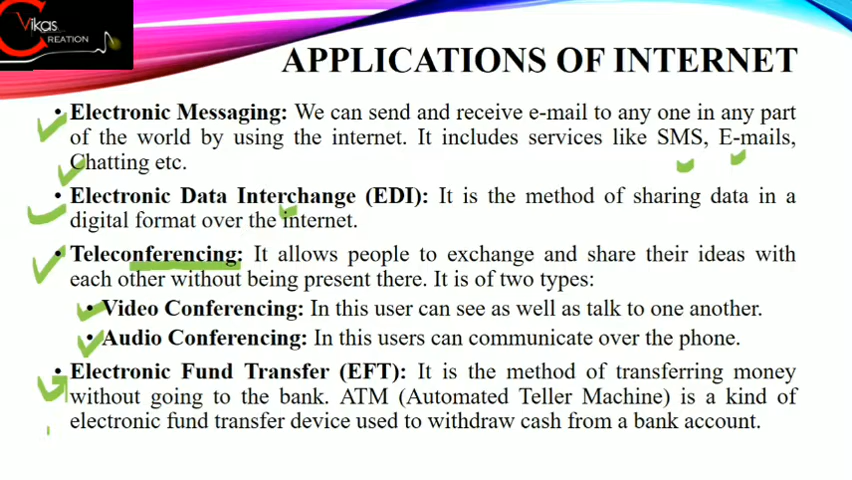 Vikas
CREATION
APPLICATIONS OF INTERNET
• Electronic Messaging: We can send and receive e-mail to any one in any part
of the world by using the internet. It includes services like SMS, E-mails,
Chatting etc.
• Electronic Data Interchange (EDI): It is the method of sharing data in a
digital format over the internet.
• Teleconferencing: It allows people to exchange and share their ideas with
each other without being present there. It is of two types:
• Video Conferencing: In this user can see as well as talk to one another.
• Audio Conferencing: In this users can communicate over the phone.
• Electronic Fund Transfer (EFT): It is the method of transferring money
without going to the bank. ATM (Automated Teller Machine) is a kind of
electronic fund transfer device used to withdraw cash from a bank account.